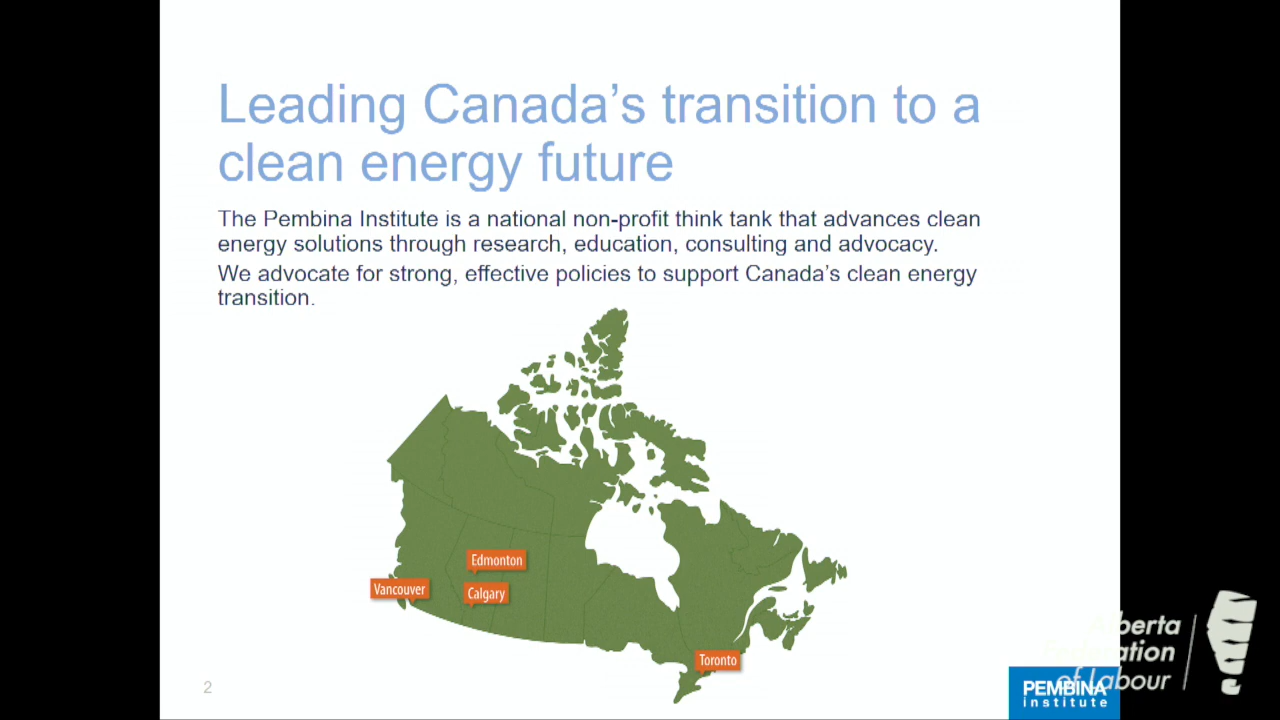 Leading Canada's transition to a
clean energy future
The Pembina Institute is a national non-profit think tank that advances clean
energy solutions through research, education, consulting and advocacy.
We advocate for strong, effective policies to support Canada's clean energy
transition.
Edmonton
Vancouver
Calgary
Toronto
2
PEMBINA
institute
Alberta
Federation
of Labour